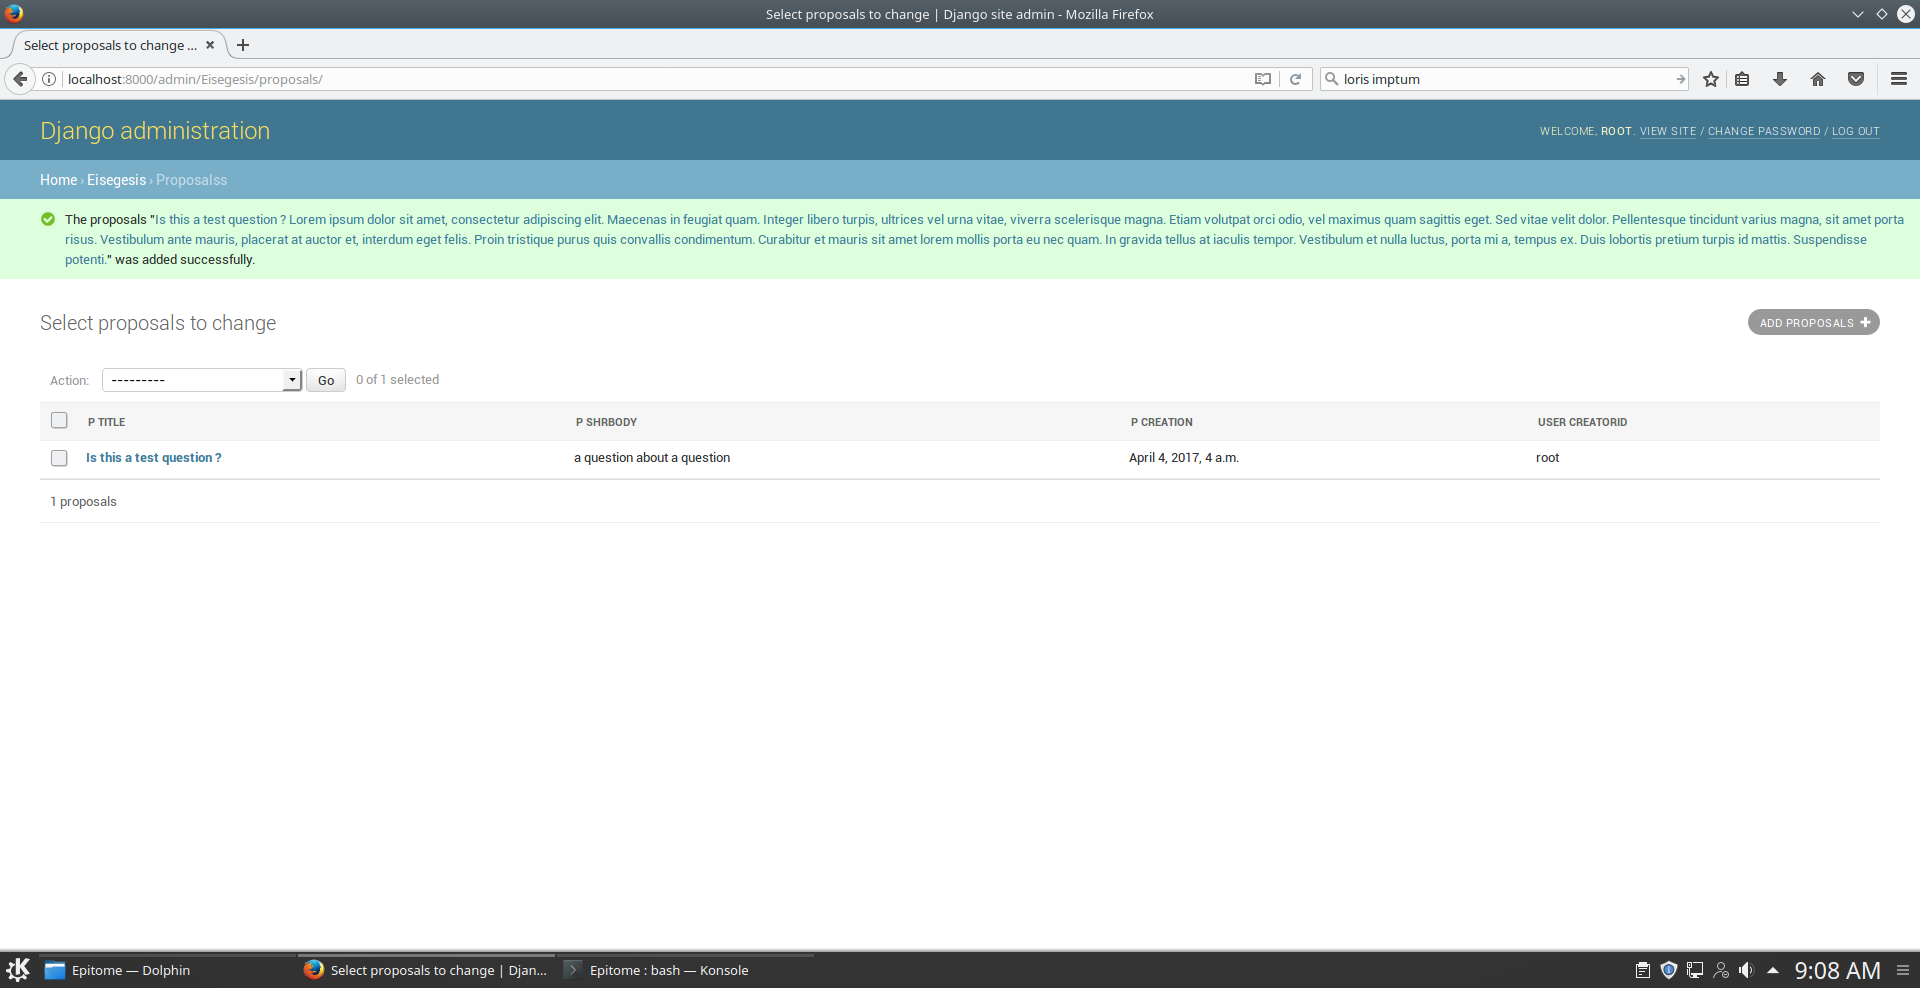 Select proposals to change | Django site admin - Mozilla Firefox
Select proposals to change ...
localhost:8000/admin/Eisegesis/proposals/
loris imptum
Django administration
WELCOME, ROOT. VIEW SITE / CHANGE PASSWORD / LOG OUT
Home › Eisegesis › Proposalss
The proposals "Is this a test question ? Lorem ipsum dolor sit amet, consectetur adipiscing elit. Maecenas in feugiat quam. Integer libero turpis, ultrices vel urna vitae, viverra scelerisque magna. Etiam volutpat orci odio, vel maximus quam sagittis eget. Sed vitae velit dolor. Pellentesque tincidunt varius magna, sit amet porta
risus. Vestibulum ante mauris, placerat at auctor et, interdum eget felis. Proin tristique purus quis convallis condimentum. Curabitur et mauris sit amet lorem mollis porta eu nec quam. In gravida tellus at iaculis tempor. Vestibulum et nulla luctus, porta mi a, tempus ex. Duis lobortis pretium turpis id mattis. Suspendisse
potenti." was added successfully.
Select proposals to change
ADD PROPOSALS
Action: --------- Go 0 of 1 selected
P TITLE P SHRBODY P CREATION USER CREATORID
Is this a test question ? a question about a question April 4, 2017, 4 a.m. root
1 proposals
Epitome — Dolphin
Select proposals to change | Djan...
Epitome : bash — Konsole
9:08 AM